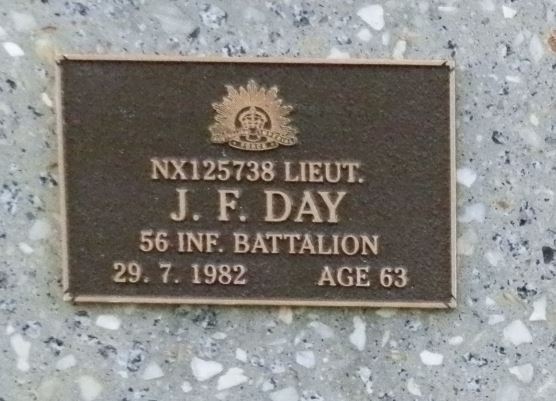 NX125738 LIEUT.
J. F. DAY
56 INF. BATTALION
29. 7. 1982 AGE 63